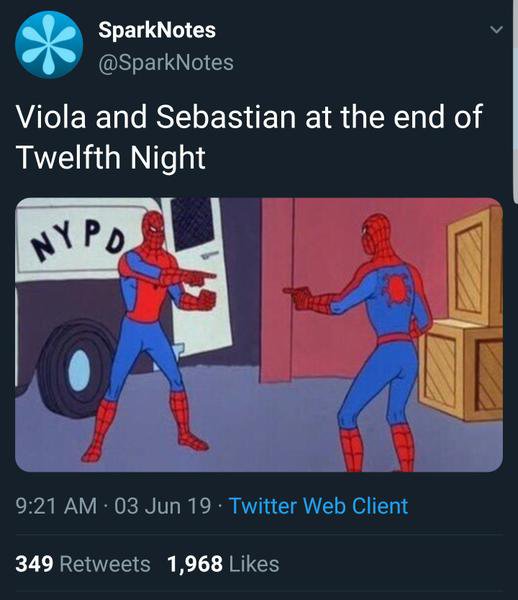 SparkNotes
@SparkNotes
Viola and Sebastian at the end of
Twelfth Night
NYPD
9:21 AM · 03 Jun 19 · Twitter Web Client
349 Retweets 1,968 Likes